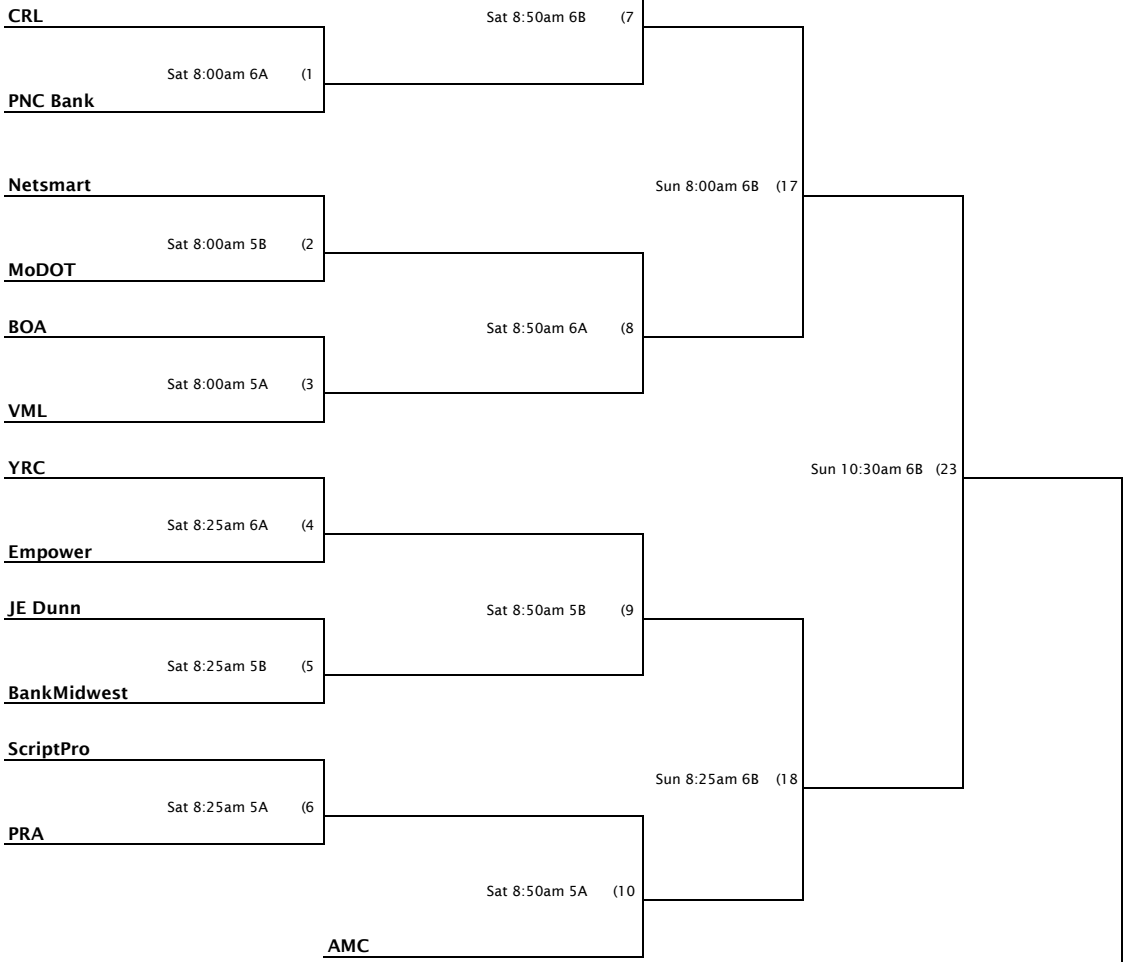 CRL
Sat 8:50am 6B (7
Sat 8:00am 6A (1
PNC Bank
Netsmart
Sun 8:00am 6B (17
Sat 8:00am 5B (2
MoDOT
BOA
Sat 8:50am 6A (8
Sat 8:00am 5A (3
VML
YRC
Sun 10:30am 6B (23
Sat 8:25am 6A (4
Empower
JE Dunn
Sat 8:50am 5B (9
Sat 8:25am 5B (5
BankMidwest
ScriptPro
Sun 8:25am 6B (18
Sat 8:25am 5A (6
PRA
Sat 8:50am 5A (10
AMC